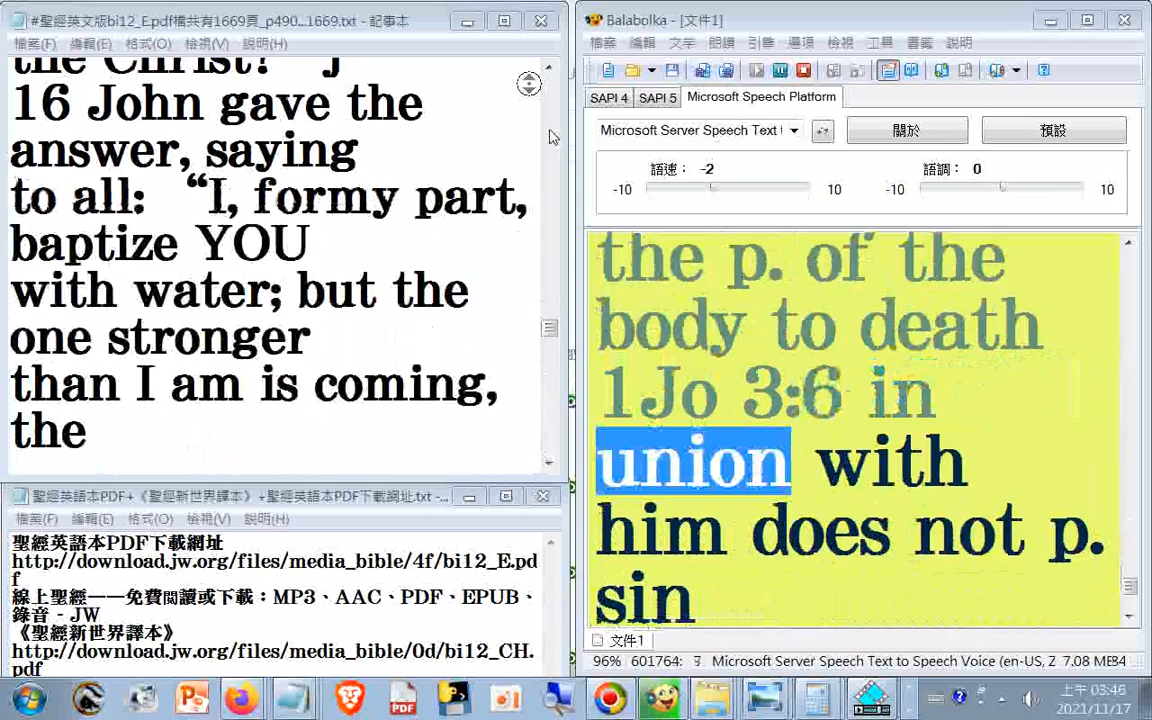 #聖經英文版bi12_E.pdf檔共有1669頁_p490...1669.txt - 記事本
檔案(F) 編輯(E) 格式(O) 檢視(V) 說明(H)
the Christ?" J
16 John gave the
answer, saying
to all: “I, formy part,
baptize YOU
with water; but the
one stronger
than I am is coming,
the
聖經英語本PDF+《聖經新世界譯本》+聖經英語本PDF下載網址.txt -...
檔案(F) 編輯(E) 格式(O) 檢視(V) 說明(H)
聖經英語本PDF下載網址
http://download.jw.org/files/media_bible/4f/bi12_E.pd
f
線上聖經——免費閱讀或下載：MP3、AAC、PDF、EPUB、
錄音 - JW
《聖經新世界譯本》
http://download.jw.org/files/media_bible/0d/bi12_CH.
pdf
Balabolka - [文件1]
檔案 編輯 文字 朗讀 引擎 選項 檢視 工具 書籤 說明
SAPI 4 SAPI 5 Microsoft Speech Platform
Microsoft Server Speech Text 關於 預設
語速： -2 語調： 0
-10 10 -10 10
the p. of the
body to death
1Jo 3:6 in
union with
him does not p.
sin
文件1
96% 601764: Microsoft Server Speech Text to Speech Voice (en-US, Z 7.08 ME
上午 03:46
2021/11/17